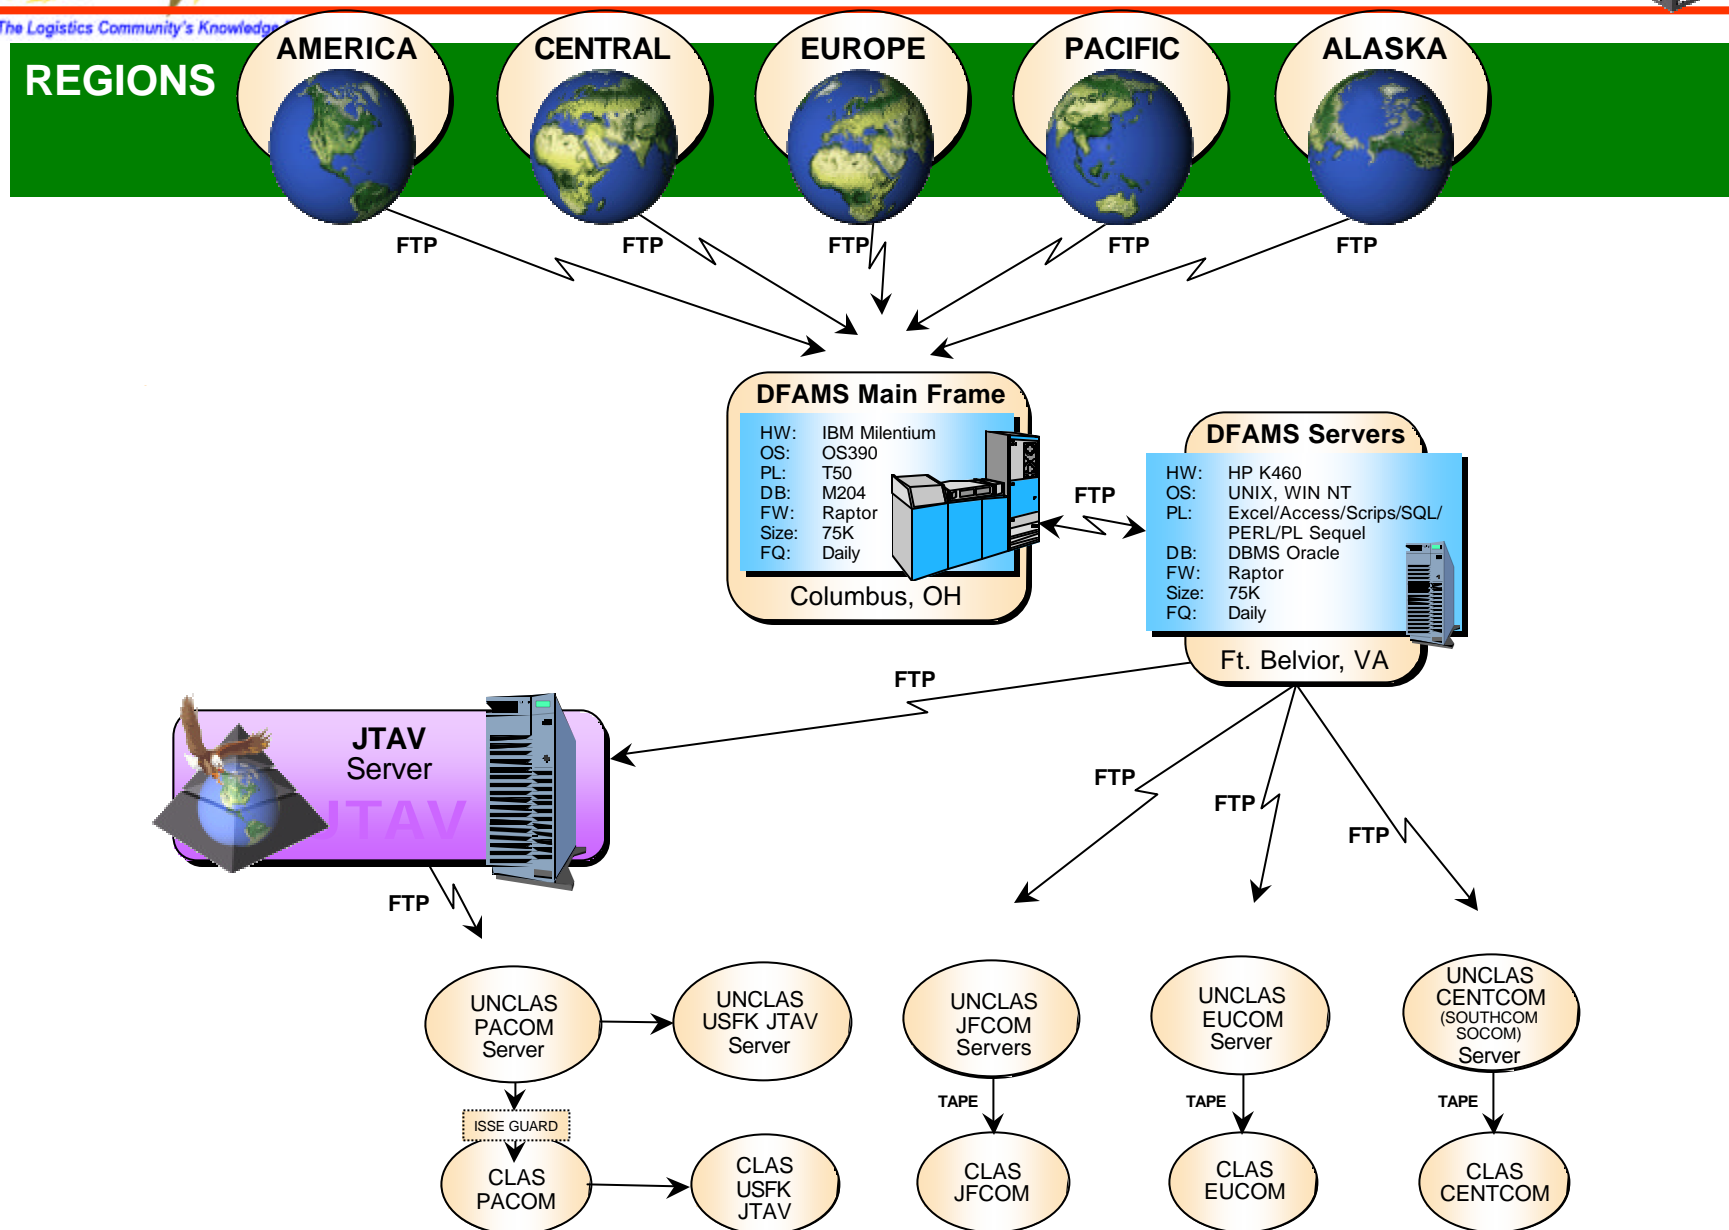 The Logistics Community's Knowledge
REGIONS
AMERICA
CENTRAL
EUROPE
PACIFIC
ALASKA
FTP
FTP
FTP
FTP
FTP
DFAMS Main Frame
HW: IBM Milentium
OS: OS390
PL: T50
DB: M204
FW: Raptor
Size: 75K
FQ: Daily
Columbus, OH
FTP
DFAMS Servers
HW: HP K460
OS: UNIX, WIN NT
PL: Excel/Access/Scrips/SQL/
PERL/PL Sequel
DB: DBMS Oracle
FW: Raptor
Size: 75K
FQ: Daily
Ft. Belvior, VA
FTP
JTAV
Server
JTAV
FTP
FTP
FTP
FTP
UNCLAS
PACOM
Server
UNCLAS
USFK JTAV
Server
UNCLAS
JFCOM
Servers
UNCLAS
EUCOM
Server
UNCLAS
CENTCOM
(SOUTHCOM
SOCOM)
Server
ISSE GUARD
TAPE
TAPE
TAPE
CLAS
PACOM
CLAS
USFK
JTAV
CLAS
JFCOM
CLAS
EUCOM
CLAS
CENTCOM